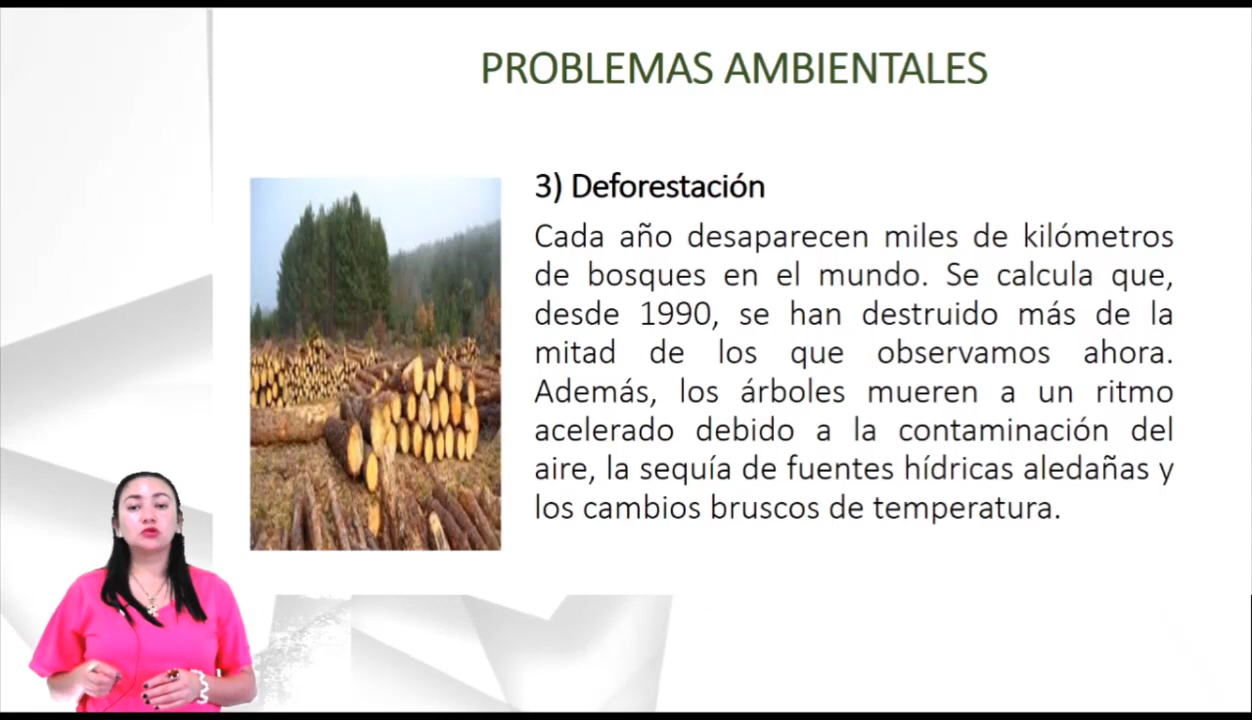 PROBLEMAS AMBIENTALES
3) Deforestación
Cada año desaparecen miles de kilómetros
de bosques en el mundo. Se calcula que,
desde 1990, se han destruido más de la
mitad de los que observamos ahora.
Además, los árboles mueren a un ritmo
acelerado debido a la contaminación del
aire, la sequía de fuentes hídricas aledañas y
los cambios bruscos de temperatura.